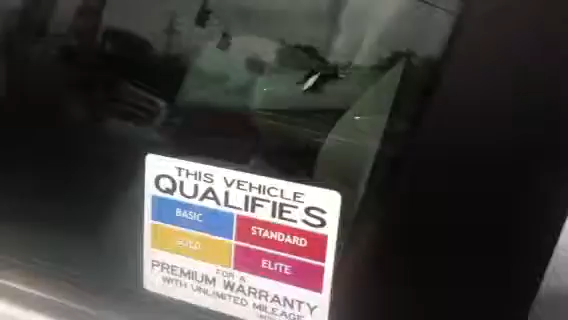 THIS VEHICLE
QUALIFIES
BASIC
STANDARD
GOLD
ELITE
FOR A
PREMIUM WARRANTY
WITH UNLIMITED MILEAGE